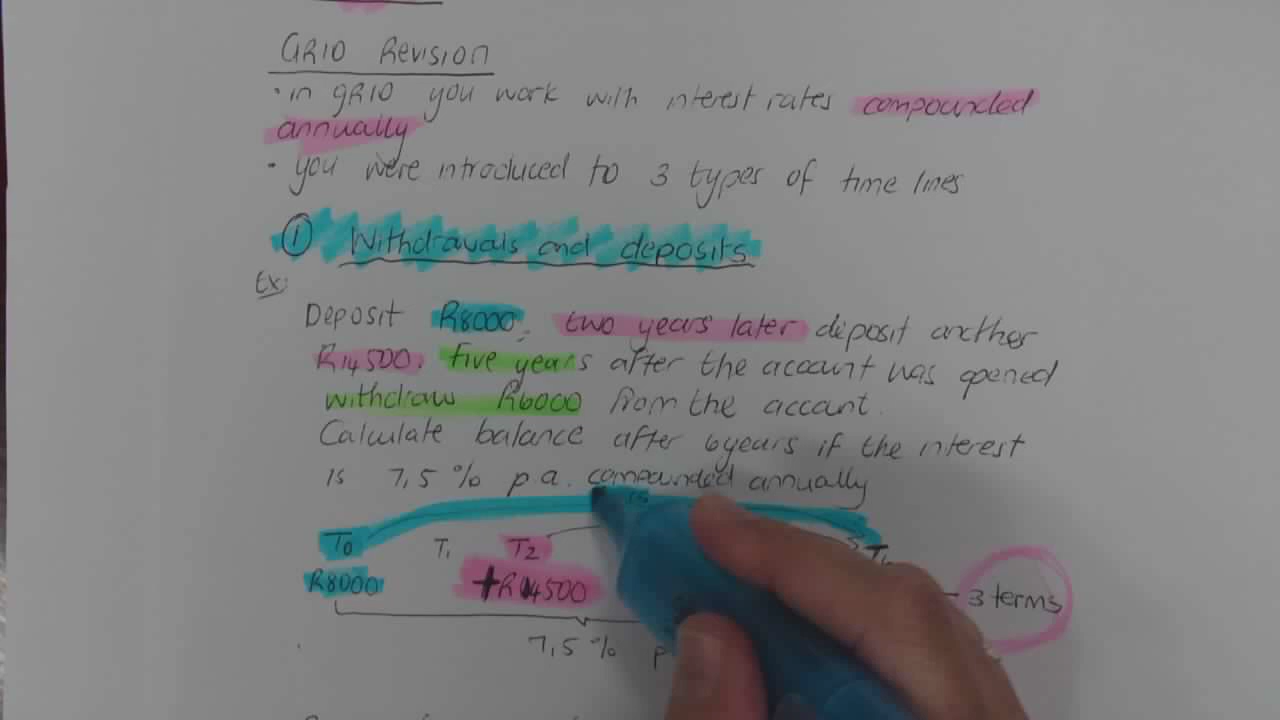 GR10 Revision
· in gR10 you work with interest rates compounded
annually
· you were introduced to 3 types of time lines
① Withdrawals and deposits
Ex:
Deposit R8000, two years later deposit another
R14500. Five years after the account was opened
withdraw R6000 from the account.
Calculate balance after 6 years if the interest
is 7,5 % p.a. compounded annually
T0 T1 T2
R8000 +R14500 3 terms
7,5 % p